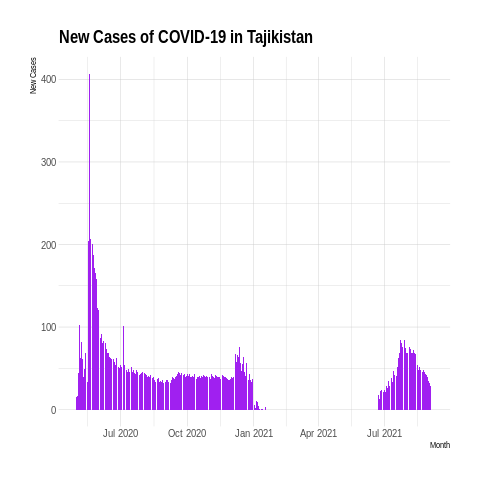 New Cases of COVID-19 in Tajikistan
New Cases
400
300
200
100
0
Jul 2020 Oct 2020 Jan 2021 Apr 2021 Jul 2021
Month